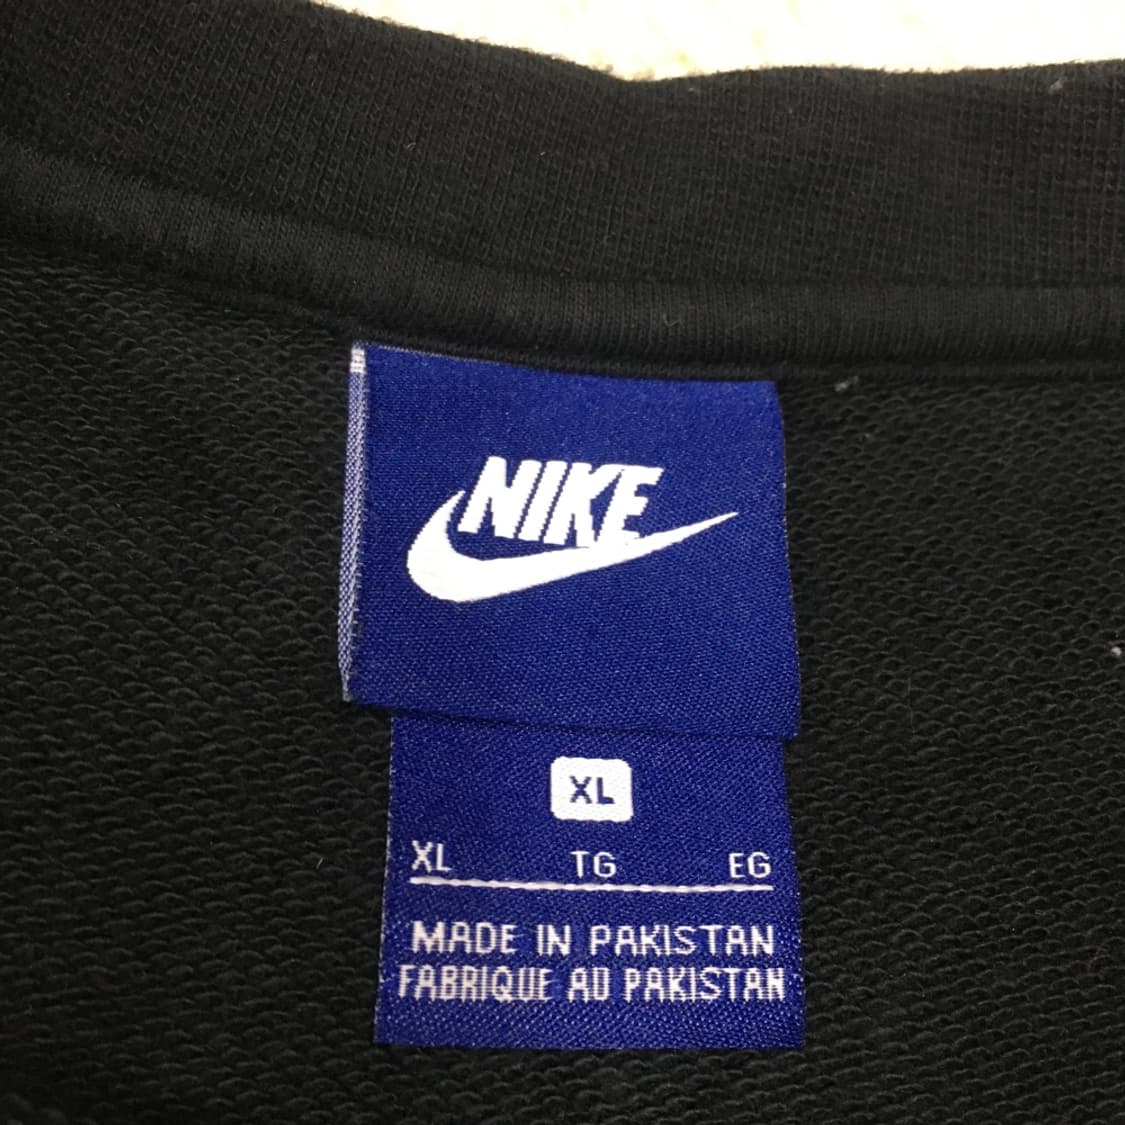 NIKE
XL
XL TG EG
MADE IN PAKISTAN
FABRIQUE AU PAKISTAN